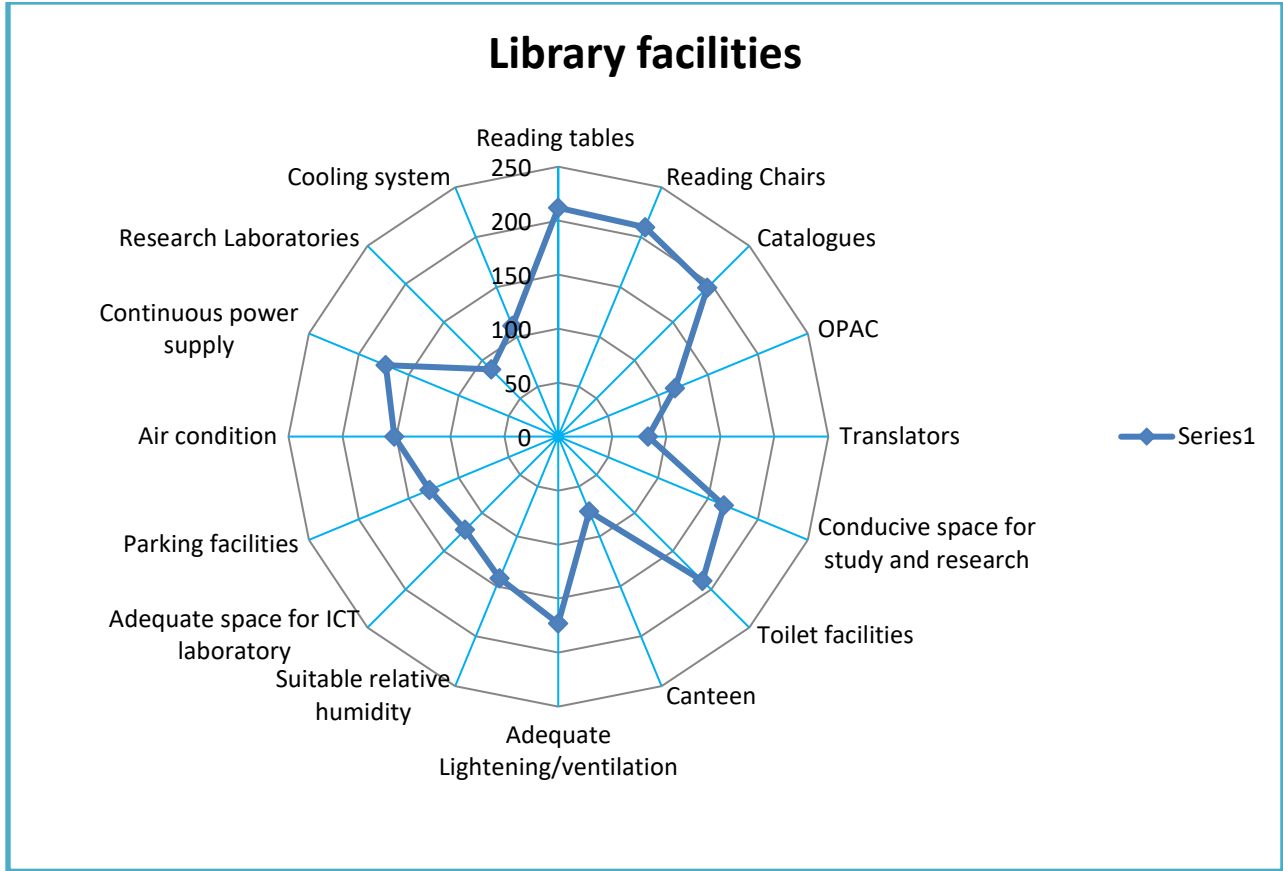 Library facilities
Reading tables
Reading Chairs
Catalogues
OPAC
Translators
Conducive space for
study and research
Toilet facilities
Canteen
Adequate
Lightening/ventilation
Suitable relative
humidity
Adequate space for ICT
laboratory
Parking facilities
Air condition
Continuous power
supply
Research Laboratories
Cooling system
250
200
150
100
50
0
Series1